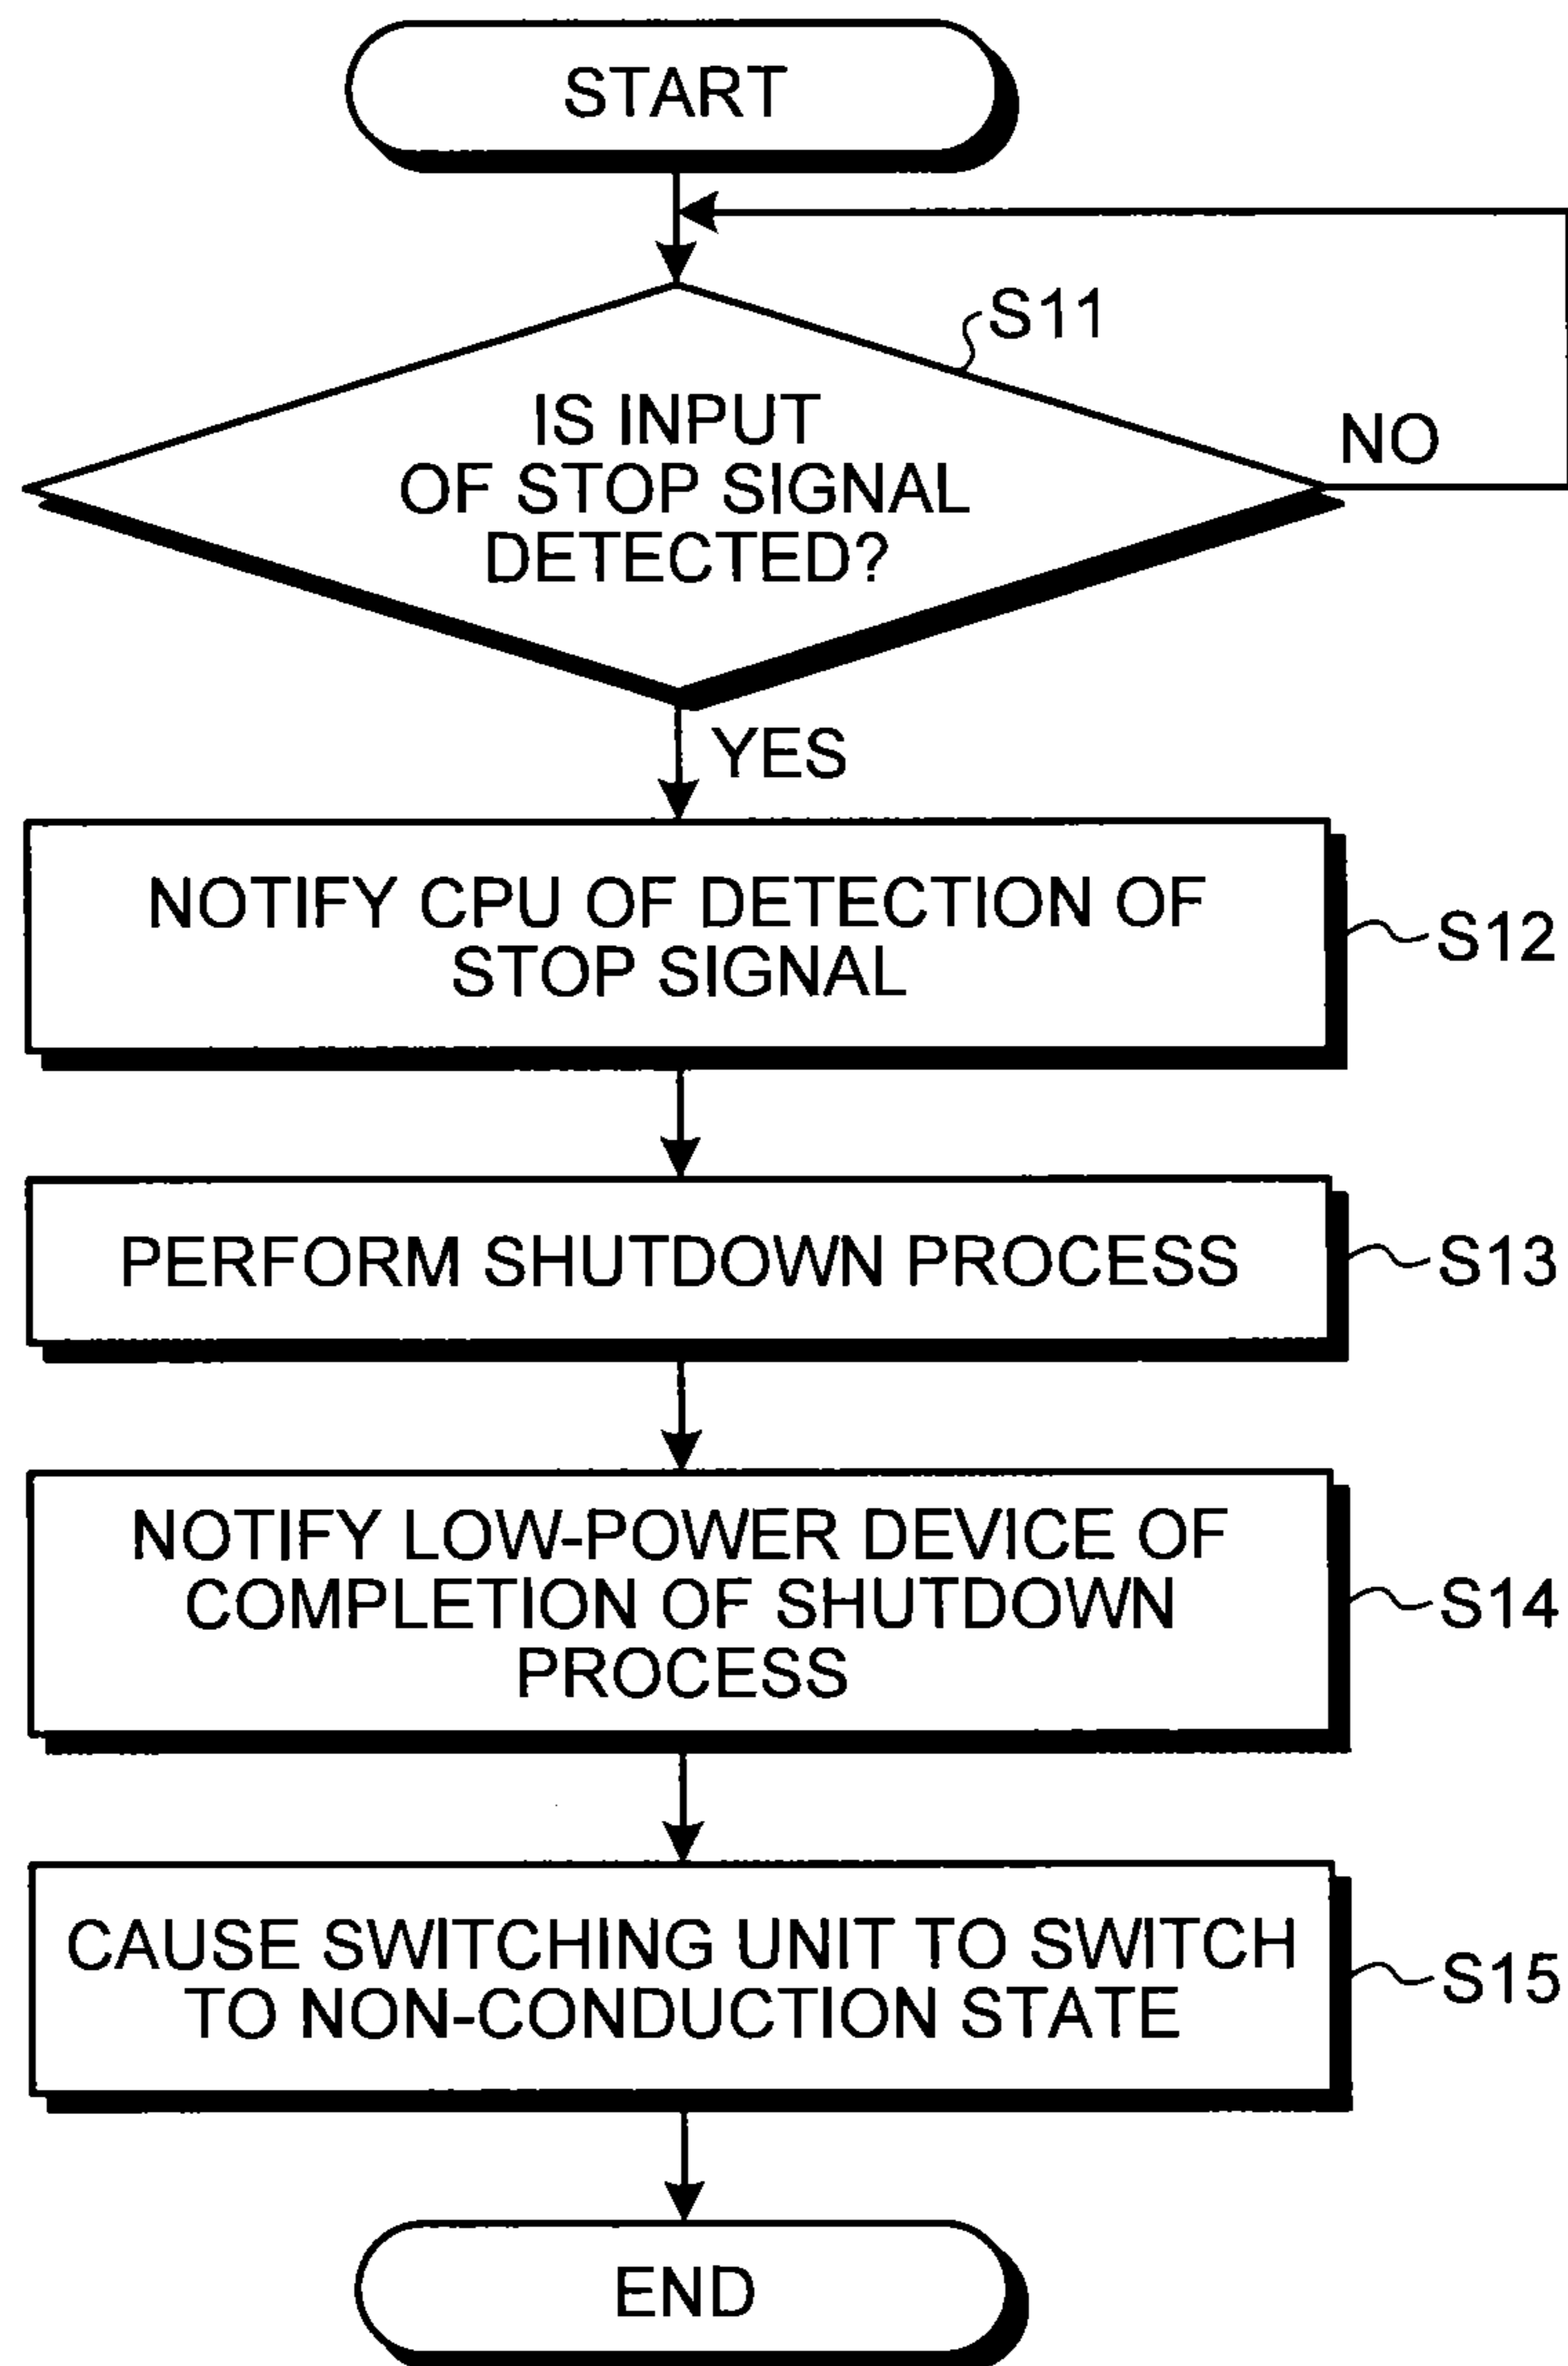 START
S11
IS INPUT
OF STOP SIGNAL
DETECTED?
NO
YES
NOTIFY CPU OF DETECTION OF
STOP SIGNAL
S12
PERFORM SHUTDOWN PROCESS
S13
NOTIFY LOW-POWER DEVICE OF
COMPLETION OF SHUTDOWN
PROCESS
S14
CAUSE SWITCHING UNIT TO SWITCH
TO NON-CONDUCTION STATE
S15
END